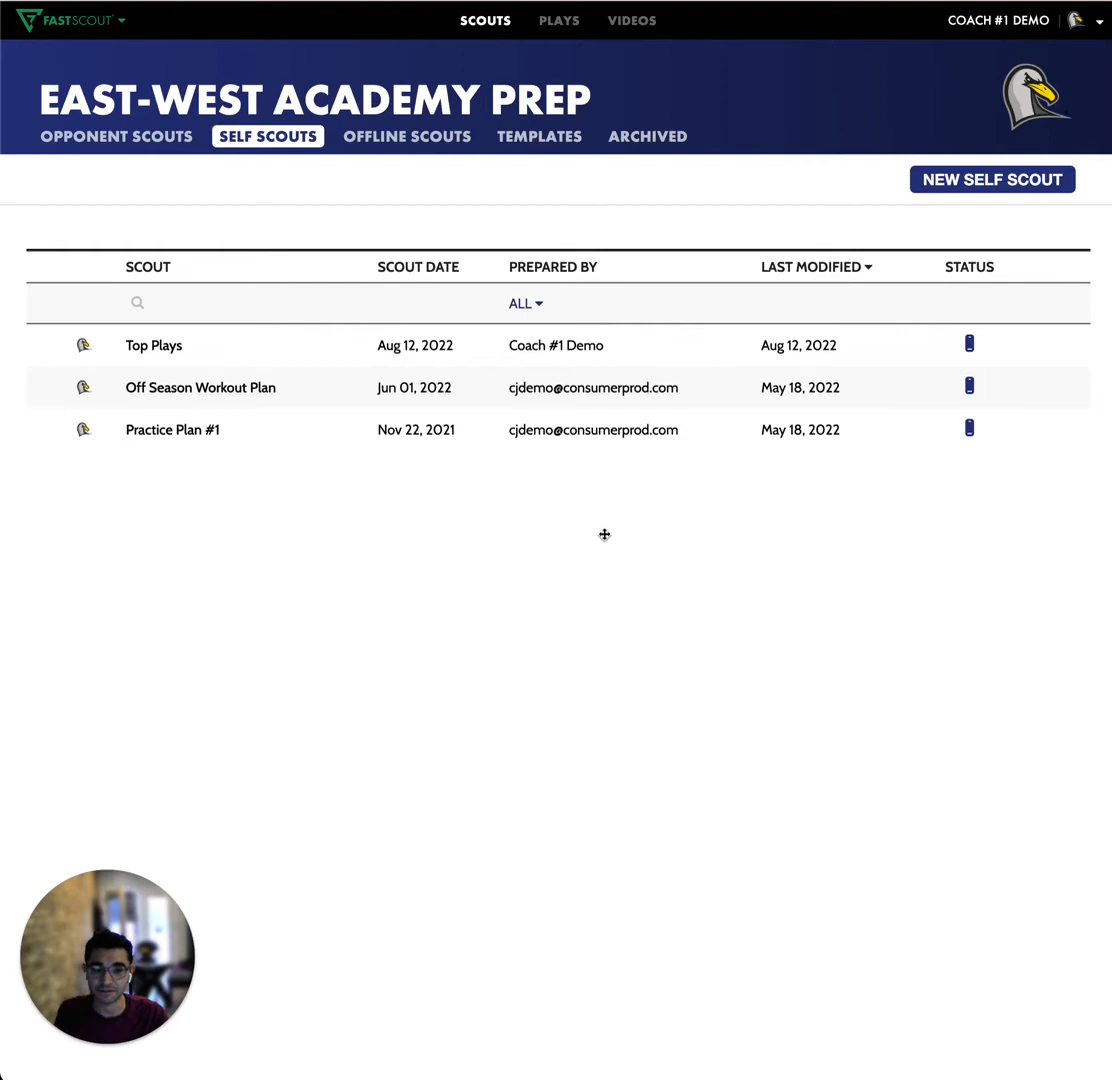 FASTSCOUT
SCOUTS PLAYS VIDEOS
COACH #1 DEMO
EAST-WEST ACADEMY PREP
OPPONENT SCOUTS SELF SCOUTS OFFLINE SCOUTS TEMPLATES ARCHIVED
NEW SELF SCOUT
SCOUT SCOUT DATE PREPARED BY LAST MODIFIED STATUS
ALL
Top Plays Aug 12, 2022 Coach #1 Demo Aug 12, 2022
Off Season Workout Plan Jun 01, 2022 cjdemo@consumerprod.com May 18, 2022
Practice Plan #1 Nov 22, 2021 cjdemo@consumerprod.com May 18, 2022